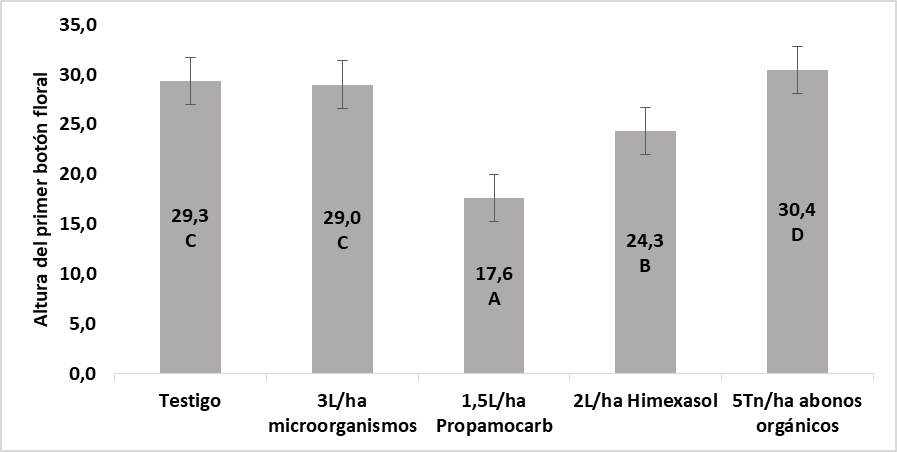 Altura del primer botón floral
35,0
30,0
25,0
20,0
15,0
10,0
5,0
0,0
29,3
C
29,0
C
17,6
A
24,3
B
30,4
D
Testigo
3L/ha
microorganismos
1,5L/ha
Propamocarb
2L/ha Himexasol
5Tn/ha abonos
orgánicos